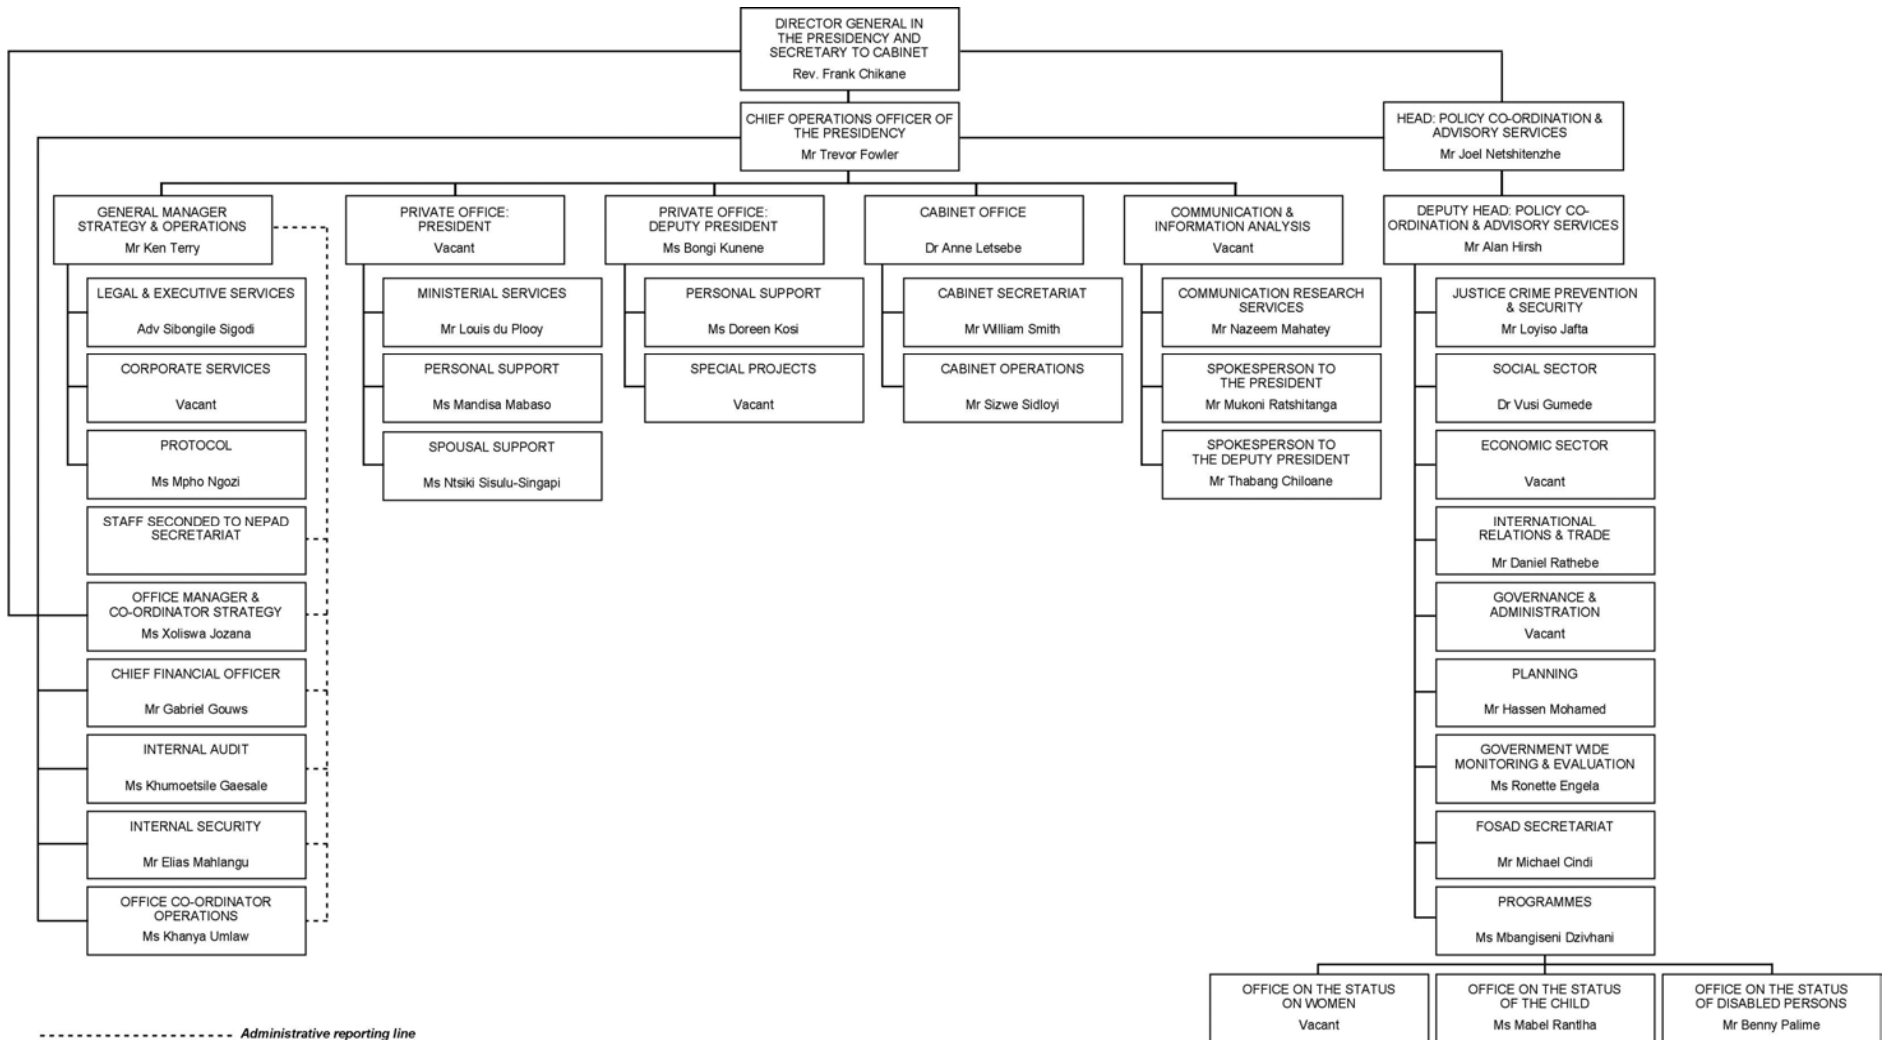 DIRECTOR GENERAL IN
THE PRESIDENCY AND
SECRETARY TO CABINET
Rev. Frank Chikane
CHIEF OPERATIONS OFFICER OF
THE PRESIDENCY
Mr Trevor Fowler
HEAD: POLICY CO-ORDINATION &
ADVISORY SERVICES
Mr Joel Netshitenzhe
GENERAL MANAGER
STRATEGY & OPERATIONS
Mr Ken Terry
PRIVATE OFFICE:
PRESIDENT
Vacant
PRIVATE OFFICE:
DEPUTY PRESIDENT
Ms Bongi Kunene
CABINET OFFICE
Dr Anne Letsebe
COMMUNICATION &
INFORMATION ANALYSIS
Vacant
DEPUTY HEAD: POLICY CO-
ORDINATION & ADVISORY SERVICES
Mr Alan Hirsh
LEGAL & EXECUTIVE SERVICES
Adv Sibongile Sigodi
CORPORATE SERVICES
Vacant
PROTOCOL
Ms Mpho Ngozi
STAFF SECONDED TO NEPAD
SECRETARIAT
OFFICE MANAGER &
CO-ORDINATOR STRATEGY
Ms Xoliswa Jozana
CHIEF FINANCIAL OFFICER
Mr Gabriel Gouws
INTERNAL AUDIT
Ms Khumoetsile Gaesale
INTERNAL SECURITY
Mr Elias Mahlangu
OFFICE CO-ORDINATOR
OPERATIONS
Ms Khanya Umlaw
MINISTERIAL SERVICES
Mr Louis du Plooy
PERSONAL SUPPORT
Ms Mandisa Mabaso
SPOUSAL SUPPORT
Ms Ntsiki Sisulu-Singapi
PERSONAL SUPPORT
Ms Doreen Kosi
SPECIAL PROJECTS
Vacant
CABINET SECRETARIAT
Mr William Smith
CABINET OPERATIONS
Mr Sizwe Sidloyi
COMMUNICATION RESEARCH
SERVICES
Mr Nazeem Mahatey
SPOKESPERSON TO
THE PRESIDENT
Mr Mukoni Ratshitanga
SPOKESPERSON TO
THE DEPUTY PRESIDENT
Mr Thabang Chiloane
JUSTICE CRIME PREVENTION
& SECURITY
Mr Loyiso Jafta
SOCIAL SECTOR
Dr Vusi Gumede
ECONOMIC SECTOR
Vacant
INTERNATIONAL
RELATIONS & TRADE
Mr Daniel Rathebe
GOVERNANCE &
ADMINISTRATION
Vacant
PLANNING
Mr Hassen Mohamed
GOVERNMENT WIDE
MONITORING & EVALUATION
Ms Ronette Engela
FOSAD SECRETARIAT
Mr Michael Cindi
PROGRAMMES
Ms Mbangiseni Dzivhani
OFFICE ON THE STATUS
ON WOMEN
Vacant
OFFICE ON THE STATUS
OF THE CHILD
Ms Mabel Rantlha
OFFICE ON THE STATUS
OF DISABLED PERSONS
Mr Benny Palime
Administrative reporting line